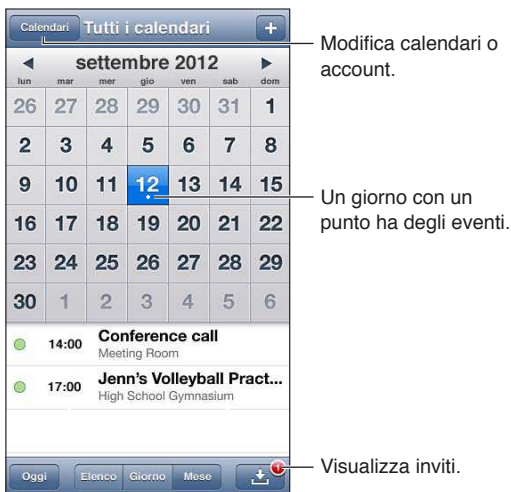 Calendari Tutti i calendari +
settembre 2012
lun mar mer gio ven sab dom
26 27 28 29 30 31 1
2 3 4 5 6 7 8
9 10 11 12 13 14 15
16 17 18 19 20 21 22
23 24 25 26 27 28 29
30 1 2 3 4 5 6
14:00 Conference call
Meeting Room
17:00 Jenn's Volleyball Pract...
High School Gymnasium
Oggi Elenco Giorno Mese 1
Modifica calendari o
account.
Un giorno con un
punto ha degli eventi.
Visualizza inviti.